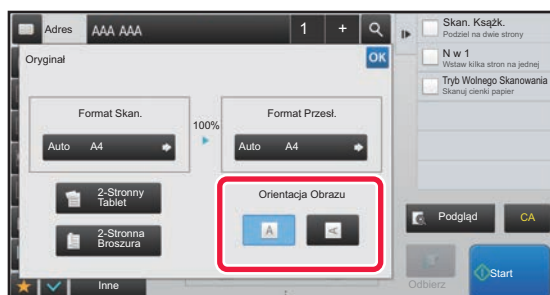 Adres
AAA AAA
1
+
Skan. Książk.
Podziel na dwie strony
Oryginał
OK
N w 1
Wstaw kilka stron na jednej
Tryb Wolnego Skanowania
Skanuj cienki papier
Format Skan.
100%
Format Przesł.
Auto A4
Auto A4
2-Stronny
Tablet
Orientacja Obrazu
A
A
2-Stronna
Broszura
Podgląd
CA
Inne
Odbierz
Start